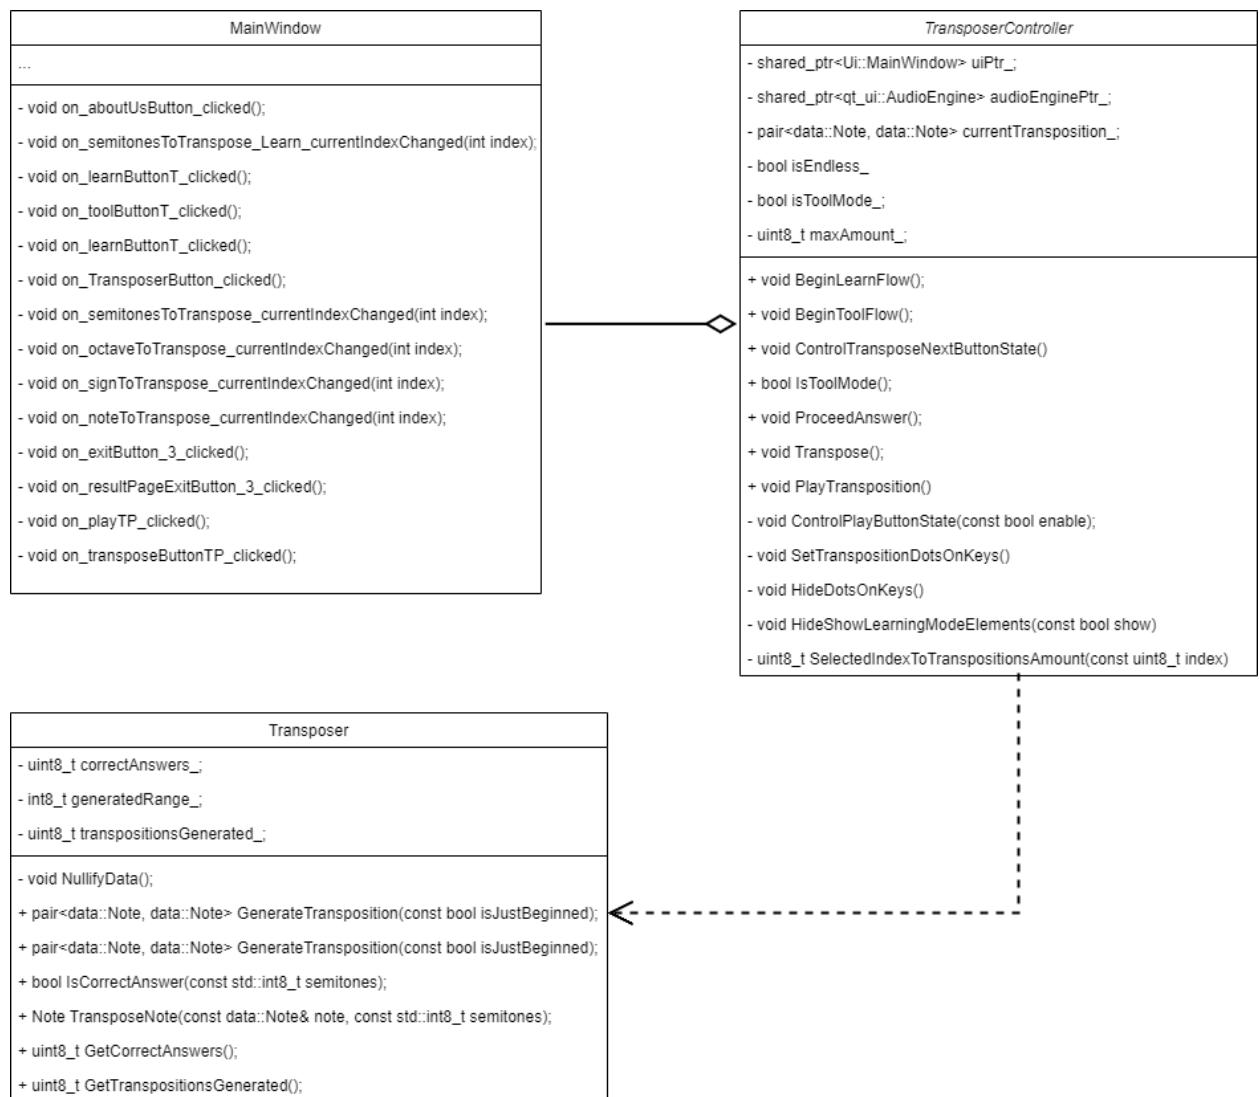 MainWindow
...
- void on_aboutUsButton_clicked();
- void on_semitonesToTranspose_Learn_currentIndexChanged(int index);
- void on_learnButtonT_clicked();
- void on_toolButtonT_clicked();
- void on_learnButtonT_clicked();
- void on_TransposerButton_clicked();
- void on_semitonesToTranspose_currentIndexChanged(int index);
- void on_octaveToTranspose_currentIndexChanged(int index);
- void on_signToTranspose_currentIndexChanged(int index);
- void on_noteToTranspose_currentIndexChanged(int index);
- void on_exitButton_3_clicked();
- void on_resultPageExitButton_3_clicked();
- void on_playTP_clicked();
- void on_transposeButtonTP_clicked();
TransposerController
- shared_ptr<Ui::MainWindow> uiPtr_;
- shared_ptr<qt_ui::AudioEngine> audioEnginePtr_;
- pair<data::Note, data::Note> currentTransposition_;
- bool isEndless_
- bool isToolMode_;
- uint8_t maxAmount_;
+ void BeginLearnFlow();
+ void BeginToolFlow();
+ void ControlTransposeNextButtonState()
+ bool IsToolMode();
+ void ProceedAnswer();
+ void Transpose();
+ void PlayTransposition()
- void ControlPlayButtonState(const bool enable);
- void SetTranspositionDotsOnKeys()
- void HideDotsOnKeys()
- void HideShowLearningModeElements(const bool show)
- uint8_t SelectedIndexToTranspositionsAmount(const uint8_t index)
Transposer
- uint8_t correctAnswers_;
- int8_t generatedRange_;
- uint8_t transpositionsGenerated_;
- void NullifyData();
+ pair<data::Note, data::Note> GenerateTransposition(const bool isJustBeginned);
+ pair<data::Note, data::Note> GenerateTransposition(const bool isJustBeginned);
+ bool IsCorrectAnswer(const std::int8_t semitones);
+ Note TransposeNote(const data::Note& note, const std::int8_t semitones);
+ uint8_t GetCorrectAnswers();
+ uint8_t GetTranspositionsGenerated();